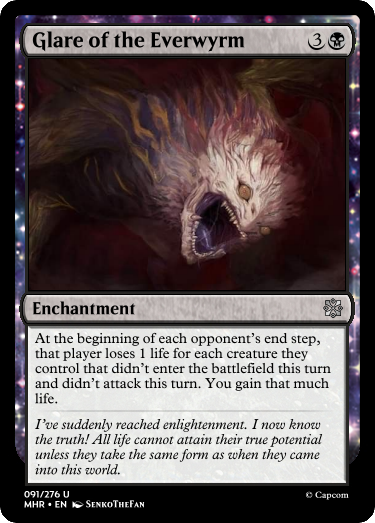 Glare of the Everwyrm 3
Enchantment
At the beginning of each opponent's end step,
that player loses 1 life for each creature they
control that didn't enter the battlefield this turn
and didn't attack this turn. You gain that much
life.
I've suddenly reached enlightenment. I now know
the truth! All life cannot attain their true potential
unless they take the same form as when they came
into this world.
091/276 U
MHR • EN SenkoTheFan
© Capcom